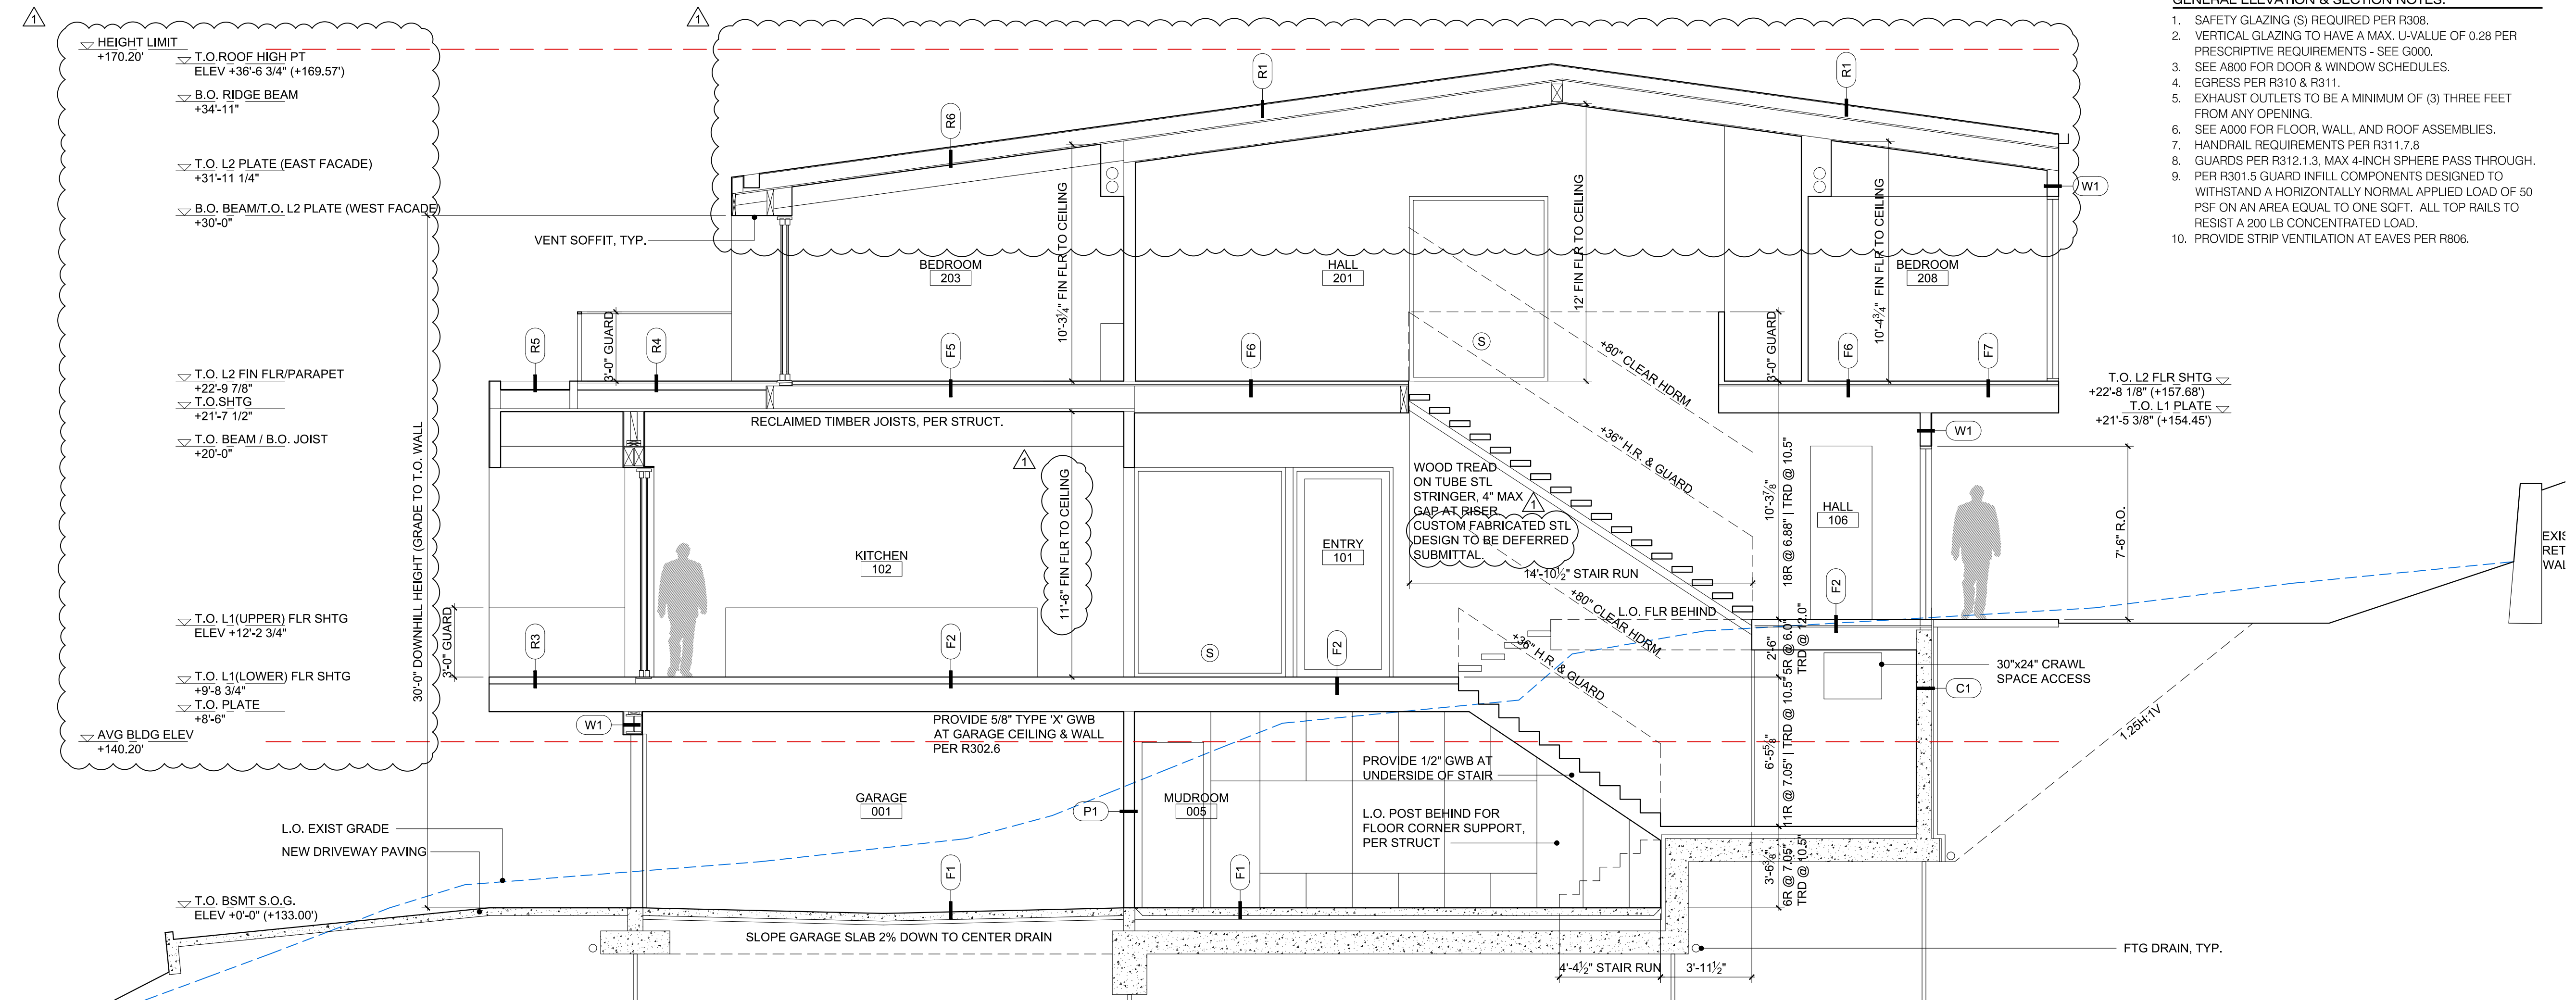 1
HEIGHT LIMIT
+170.20'
T.O.ROOF HIGH PT
ELEV +36'-6 3/4" (+169.57')
B.O. RIDGE BEAM
+34'-11"
T.O. L2 PLATE (EAST FACADE)
+31'-11 1/4"
B.O. BEAM/T.O. L2 PLATE (WEST FACADE)
+30'-0"
T.O. L2 FIN FLR/PARAPET
+22'-9 7/8"
T.O.SHTG
+21'-7 1/2"
T.O. BEAM / B.O. JOIST
+20'-0"
T.O. L1(UPPER) FLR SHTG
ELEV +12'-2 3/4"
T.O. L1(LOWER) FLR SHTG
+9'-8 3/4"
T.O. PLATE
+8'-6"
AVG BLDG ELEV
+140.20'
T.O. BSMT S.O.G.
ELEV +0'-0" (+133.00')
30'-0" DOWNHILL HEIGHT (GRADE TO T.O. WALL
L.O. EXIST GRADE
NEW DRIVEWAY PAVING
1
R6
R1
R1
W1
VENT SOFFIT, TYP.
BEDROOM
203
10'-3¼" FIN FLR TO CEILING
HALL
201
12' FIN FLR TO CEILING
BEDROOM
208
10'-4¾" FIN FLR TO CEILING
R5
3'-0" GUARD
R4
F5
F6
S
+80" CLEAR HDRM
3'-0" GUARD
F6
F7
T.O. L2 FLR SHTG
+22'-8 1/8" (+157.68')
T.O. L1 PLATE
+21'-5 3/8" (+154.45')
RECLAIMED TIMBER JOISTS, PER STRUCT.
W1
+36" H.R. & GUARD
1
11'-6" FIN FLR TO CEILING
WOOD TREAD
ON TUBE STL
STRINGER, 4" MAX
GAP AT RISER.
1
CUSTOM FABRICATED STL
DESIGN TO BE DEFERRED
SUBMITTAL.
14'-10½" STAIR RUN
10'-3⅞"
18R @ 6.88" | TRD @ 10.5"
HALL
106
7'-6" R.O.
KITCHEN
102
ENTRY
101
3'-0" GUARD
R3
F2
S
F2
+80" CLEAR HDRM
L.O. FLR BEHIND
+36" H.R. & GUARD
2'-6"
5R @ 6.0"
TRD @ 12.0"
F2
30"x24" CRAWL
SPACE ACCESS
C1
1.25H:1V
W1
PROVIDE 5/8" TYPE 'X' GWB
AT GARAGE CEILING & WALL
PER R302.6
6'-5⅝"
11R @ 7.05" | TRD @ 10.5"
PROVIDE 1/2" GWB AT
UNDERSIDE OF STAIR
GARAGE
001
P1
MUDROOM
005
L.O. POST BEHIND FOR
FLOOR CORNER SUPPORT,
PER STRUCT
F1
F1
3'-6⅜"
6R @ 7.05"
TRD @ 10.5"
SLOPE GARAGE SLAB 2% DOWN TO CENTER DRAIN
4'-4½" STAIR RUN
3'-11½"
FTG DRAIN, TYP.
GENERAL ELEVATION & SECTION NOTES:
1. SAFETY GLAZING (S) REQUIRED PER R308.
2. VERTICAL GLAZING TO HAVE A MAX. U-VALUE OF 0.28 PER
PRESCRIPTIVE REQUIREMENTS - SEE G000.
3. SEE A800 FOR DOOR & WINDOW SCHEDULES.
4. EGRESS PER R310 & R311.
5. EXHAUST OUTLETS TO BE A MINIMUM OF (3) THREE FEET
FROM ANY OPENING.
6. SEE A000 FOR FLOOR, WALL, AND ROOF ASSEMBLIES.
7. HANDRAIL REQUIREMENTS PER R311.7.8
8. GUARDS PER R312.1.3, MAX 4-INCH SPHERE PASS THROUGH.
9. PER R301.5 GUARD INFILL COMPONENTS DESIGNED TO
WITHSTAND A HORIZONTALLY NORMAL APPLIED LOAD OF 50
PSF ON AN AREA EQUAL TO ONE SQFT. ALL TOP RAILS TO
RESIST A 200 LB CONCENTRATED LOAD.
10. PROVIDE STRIP VENTILATION AT EAVES PER R806.